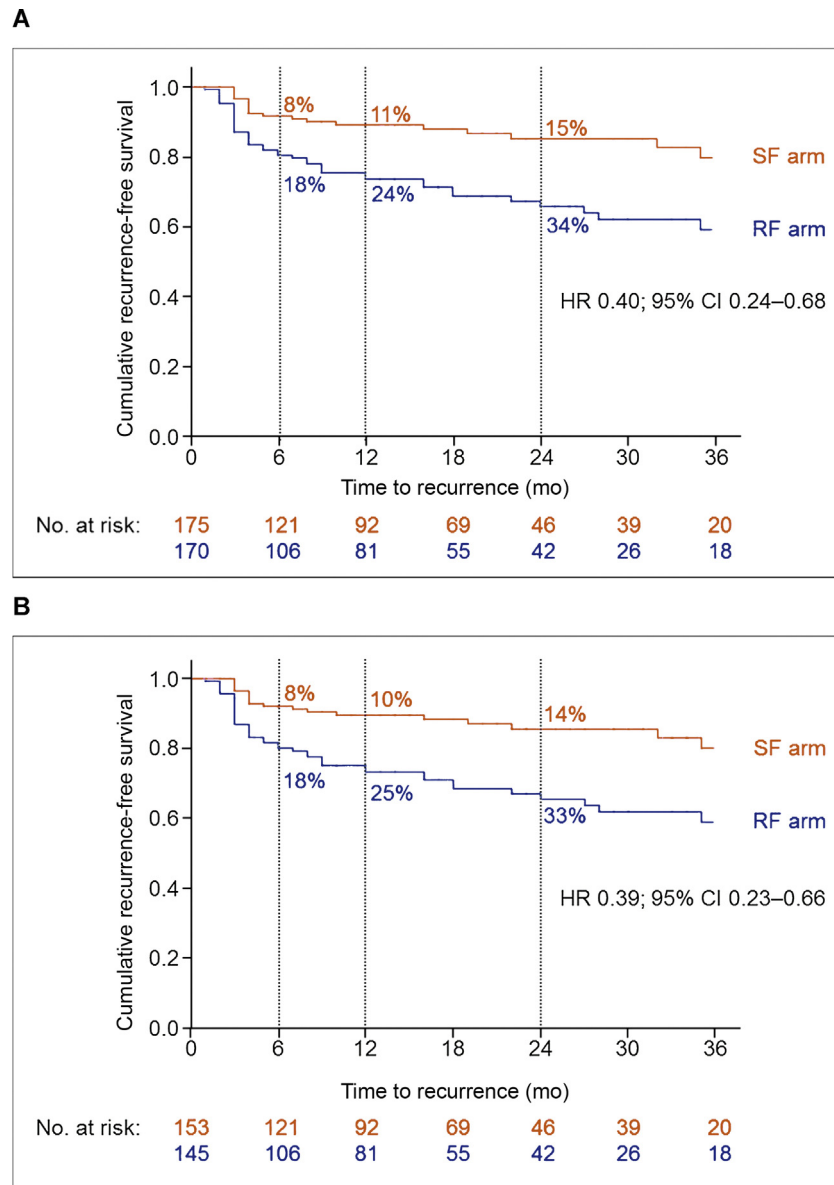 A
Cumulative recurrence-free survival
1.0
0.8
0.6
0.4
0.2
0.0
8%
11%
15%
18%
24%
34%
SF arm
RF arm
HR 0.40; 95% CI 0.24–0.68
0 6 12 18 24 30 36
Time to recurrence (mo)
No. at risk: 175 121 92 69 46 39 20
170 106 81 55 42 26 18
B
Cumulative recurrence-free survival
1.0
0.8
0.6
0.4
0.2
0.0
8%
10%
14%
18%
25%
33%
SF arm
RF arm
HR 0.39; 95% CI 0.23–0.66
0 6 12 18 24 30 36
Time to recurrence (mo)
No. at risk: 153 121 92 69 46 39 20
145 106 81 55 42 26 18